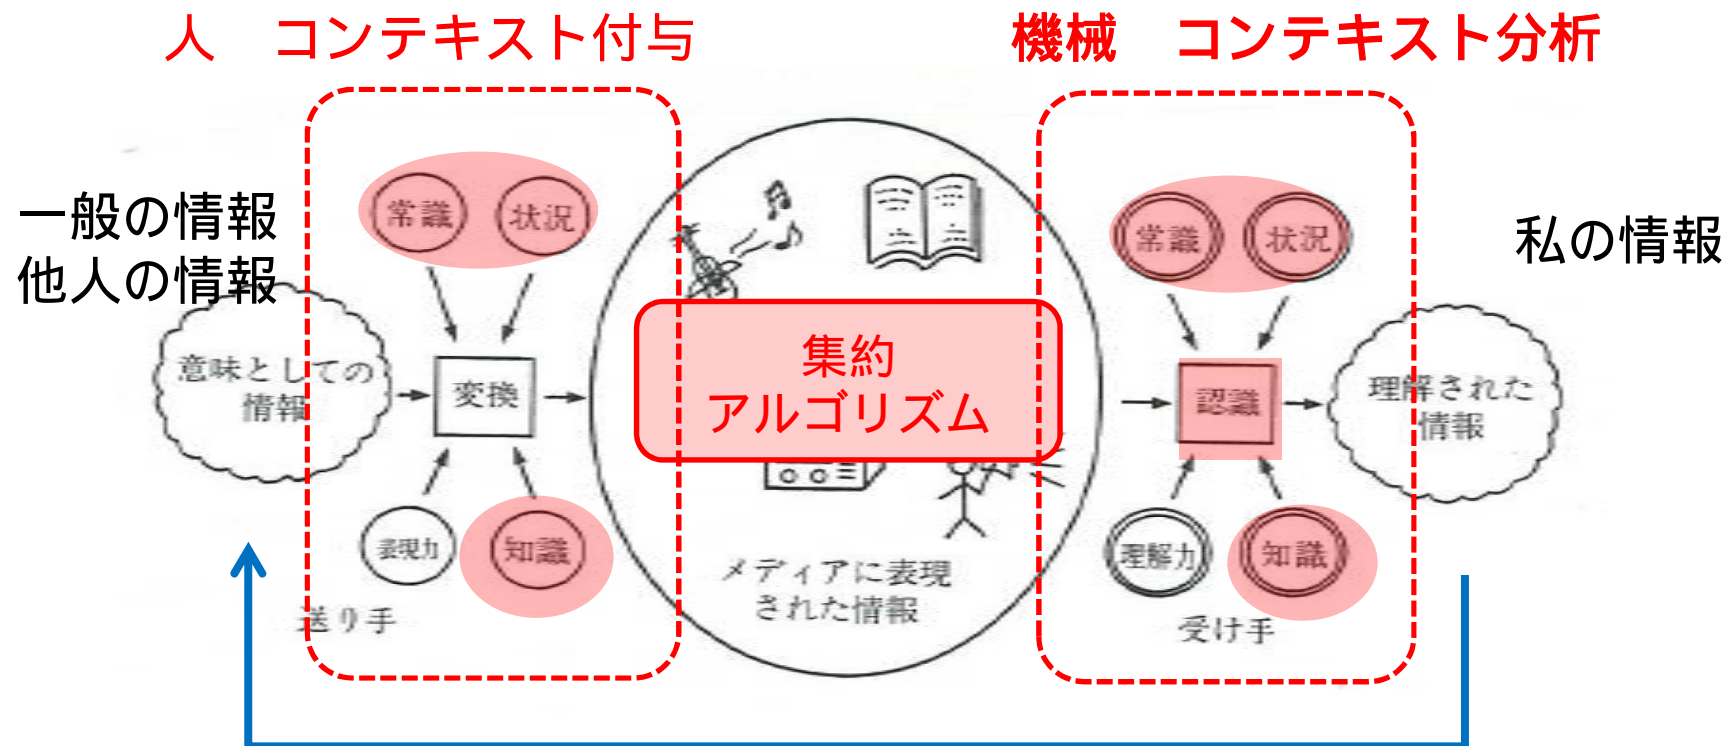 人　コンテキスト付与
機械　コンテキスト分析
一般の情報
他人の情報
私の情報
常識
状況
意味としての
情報
変換
表現力
知識
送り手
集約
アルゴリズム
メディアに表現
された情報
常識
状況
認識
理解された
情報
理解力
知識
受け手